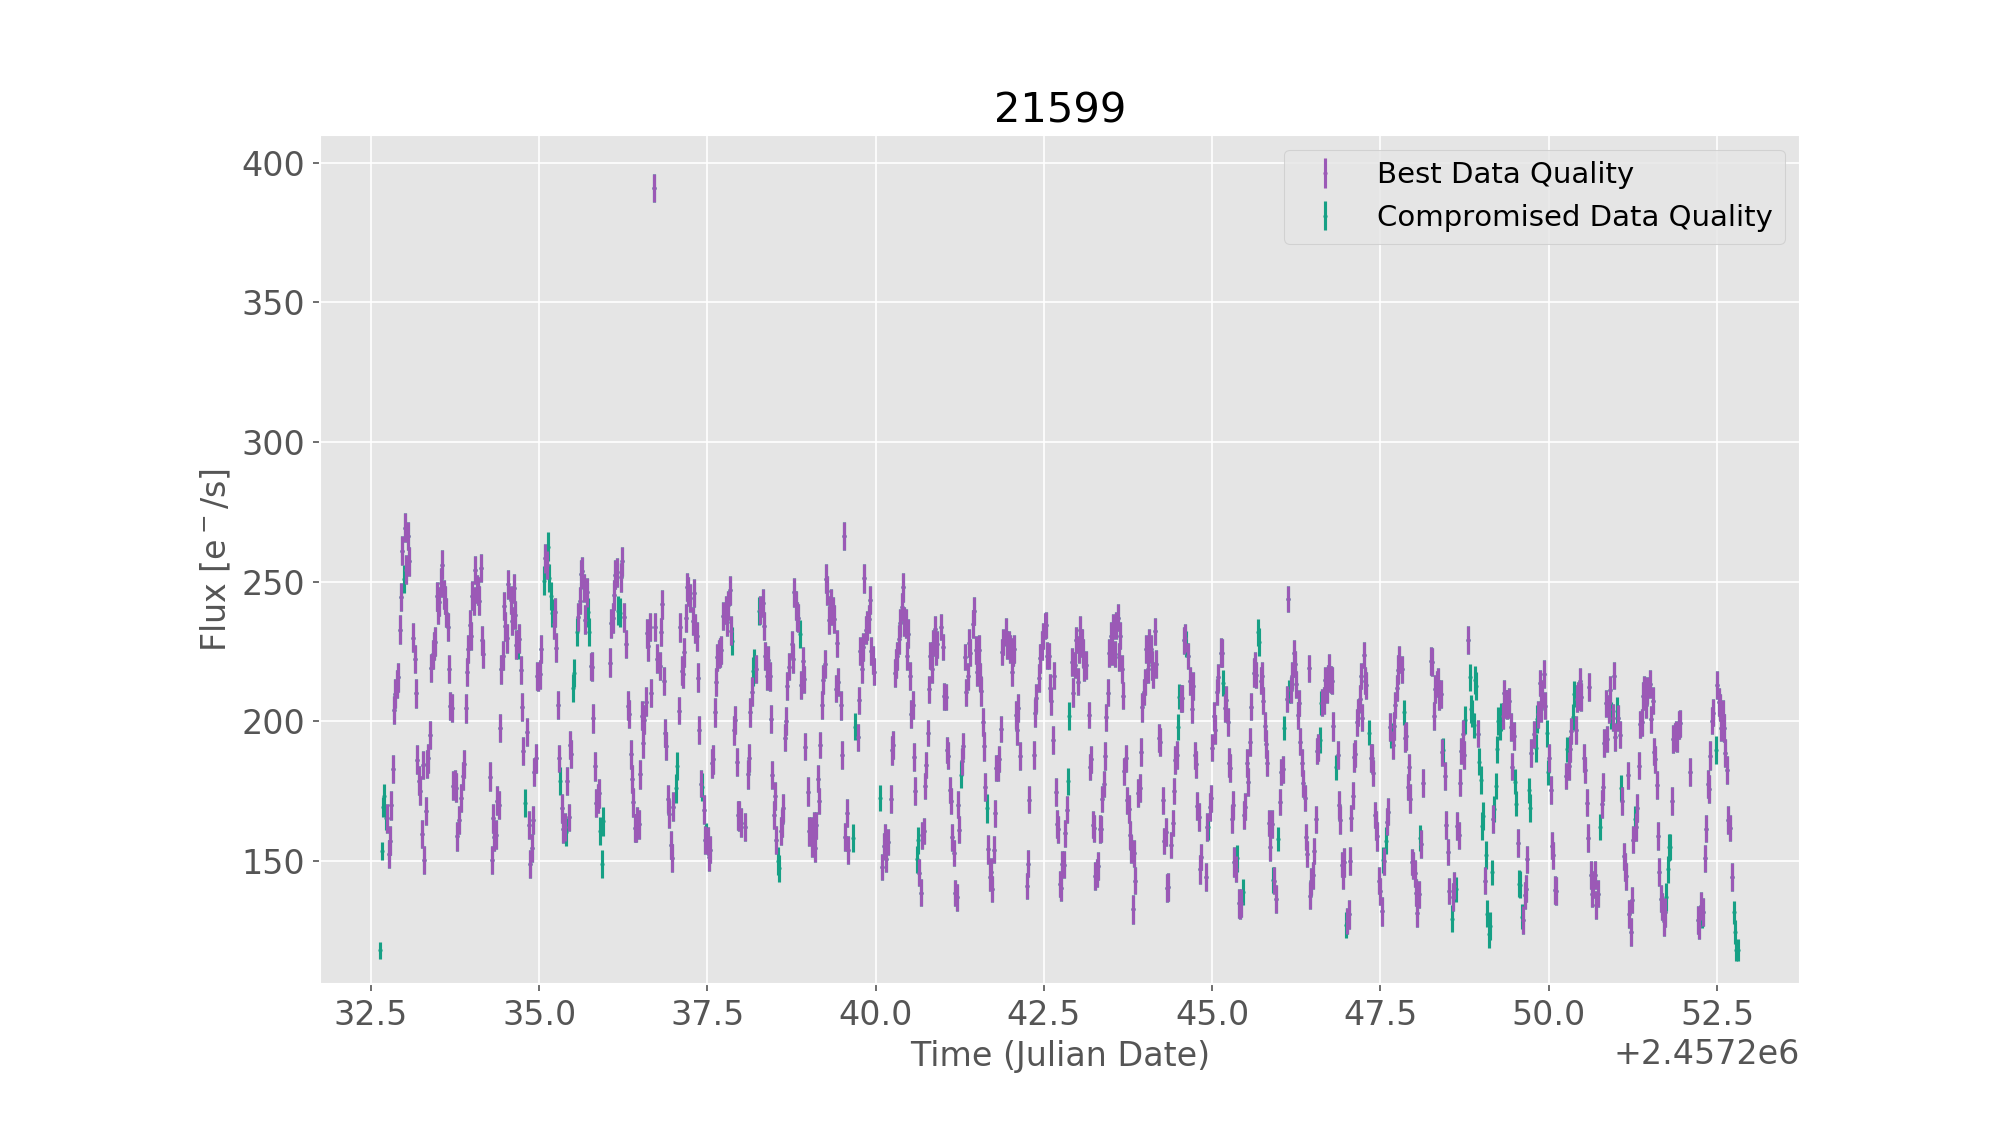 21599
400
350
300
250
200
150
Flux [e⁻/s]
Best Data Quality
Compromised Data Quality
32.5 35.0 37.5 40.0 42.5 45.0 47.5 50.0 52.5
Time (Julian Date)
+2.4572e6